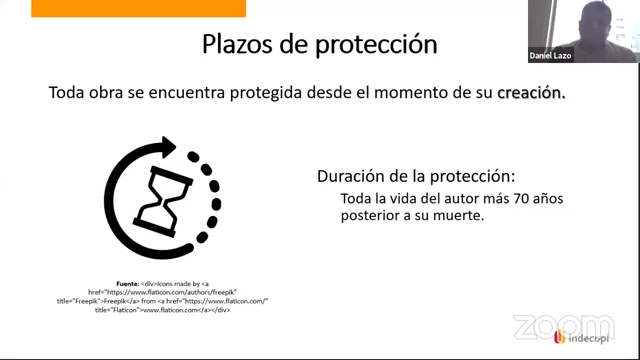 Plazos de protección
Daniel Lazo
Toda obra se encuentra protegida desde el momento de su creación.
Duración de la protección:
Toda la vida del autor más 70 años
posterior a su muerte.
Fuente: <div>Icons made by <a
href="https://www.flaticon.com/authors/freepik"
title="Freepik">Freepik</a> from <a href="https://www.flaticon.com/"
title="Flaticon">www.flaticon.com</a></div>
zoom
indecopi